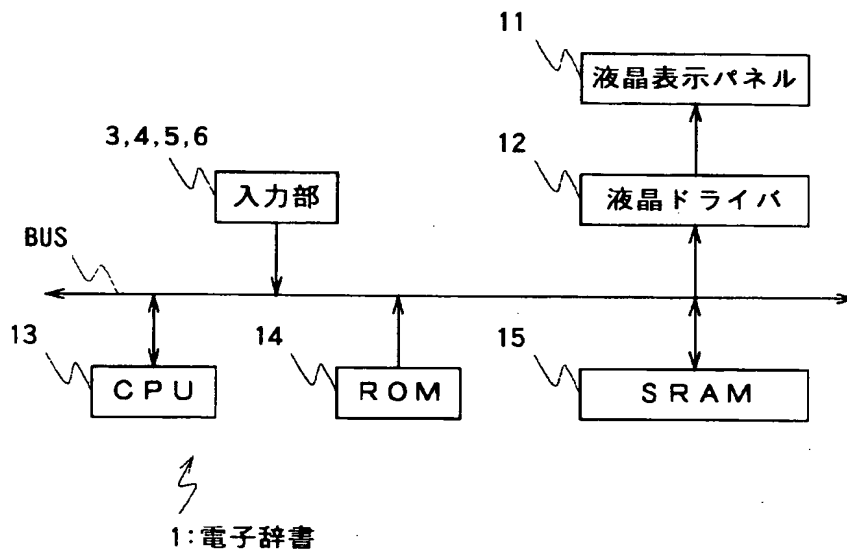 11
液晶表示パネル
3,4,5,6
12
入力部
液晶ドライバ
BUS
13
14
15
CPU
ROM
SRAM
1:電子辞書